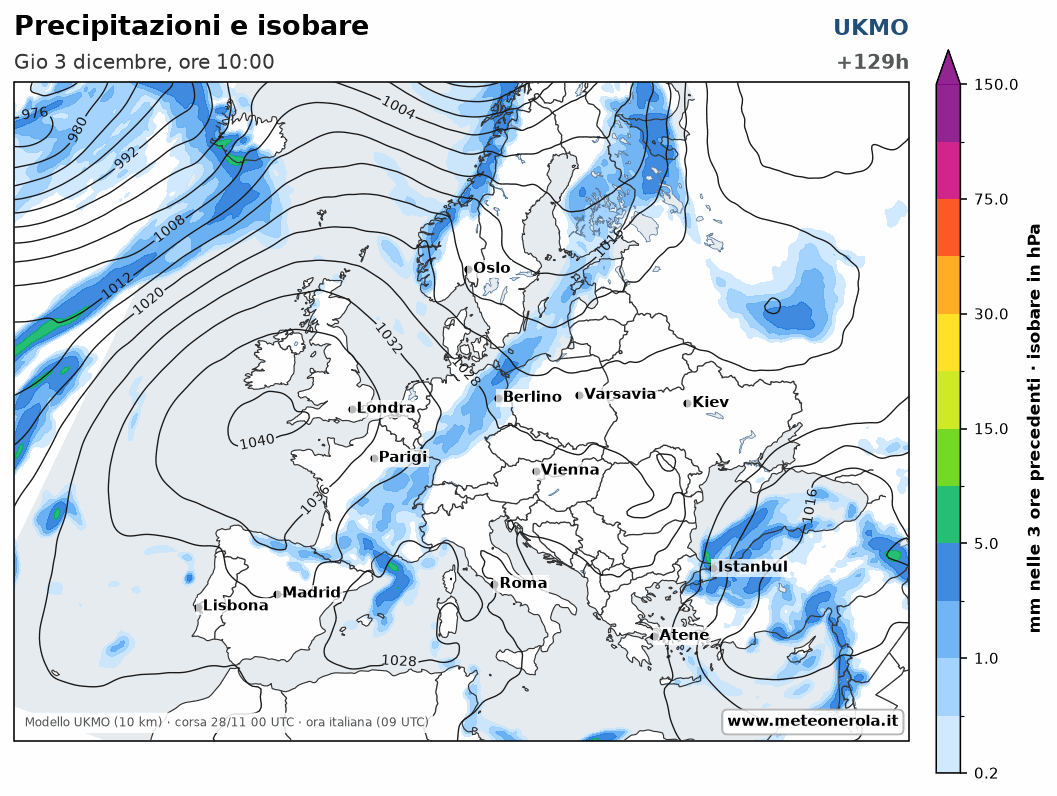 Precipitazioni e isobare
UKMO
Gio 3 dicembre, ore 10:00
+129h
976
980
992
1004
1008
1012
1020
1016
1032
1028
1040
1036
1016
1028
Oslo
Berlino
Varsavia
Kiev
Londra
Parigi
Vienna
Istanbul
Roma
Madrid
Lisbona
Atene
150.0
75.0
30.0
15.0
5.0
1.0
0.2
mm nelle 3 ore precedenti · isobare in hPa
Modello UKMO (10 km) · corsa 28/11 00 UTC · ora italiana (09 UTC)
www.meteonerola.it